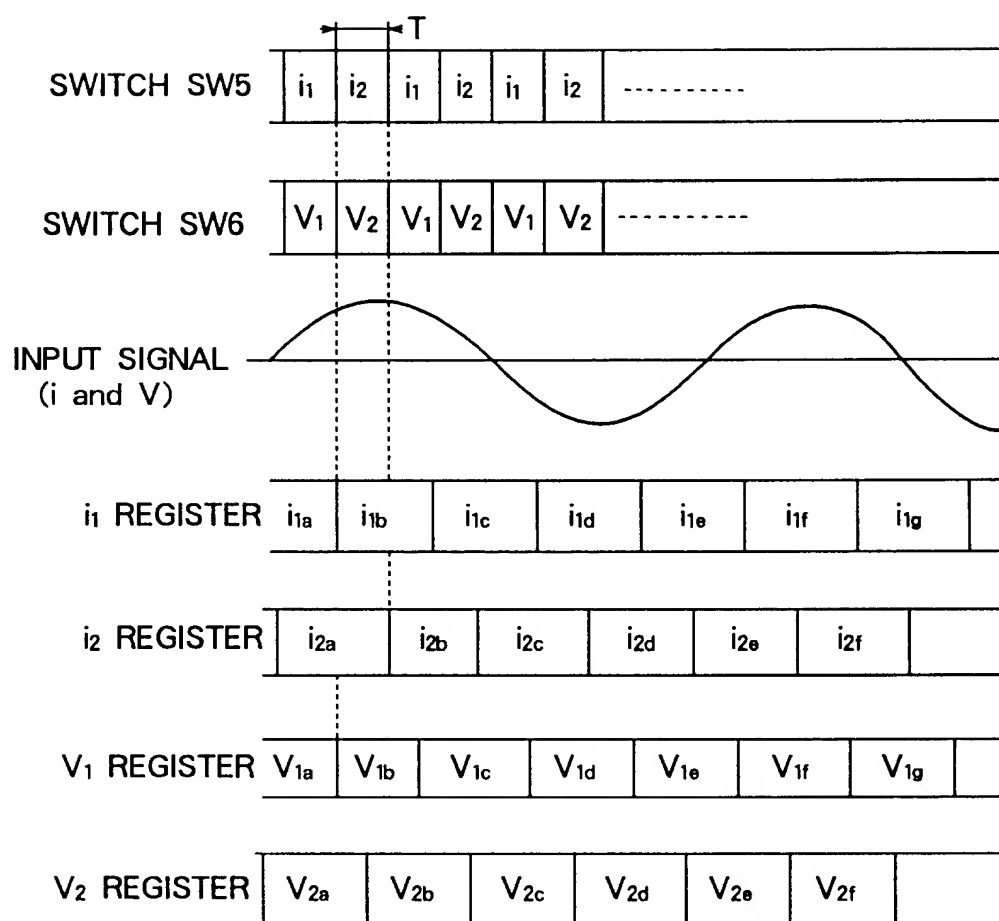 T
SWITCH SW5 i₁ i₂ i₁ i₂ i₁ i₂
SWITCH SW6 V₁ V₂ V₁ V₂ V₁ V₂
INPUT SIGNAL
(i and V)
i₁ REGISTER i1a i1b i1c i1d i1e i1f i1g
i₂ REGISTER i2a i2b i2c i2d i2e i2f
V₁ REGISTER V1a V1b V1c V1d V1e V1f V1g
V₂ REGISTER V2a V2b V2c V2d V2e V2f